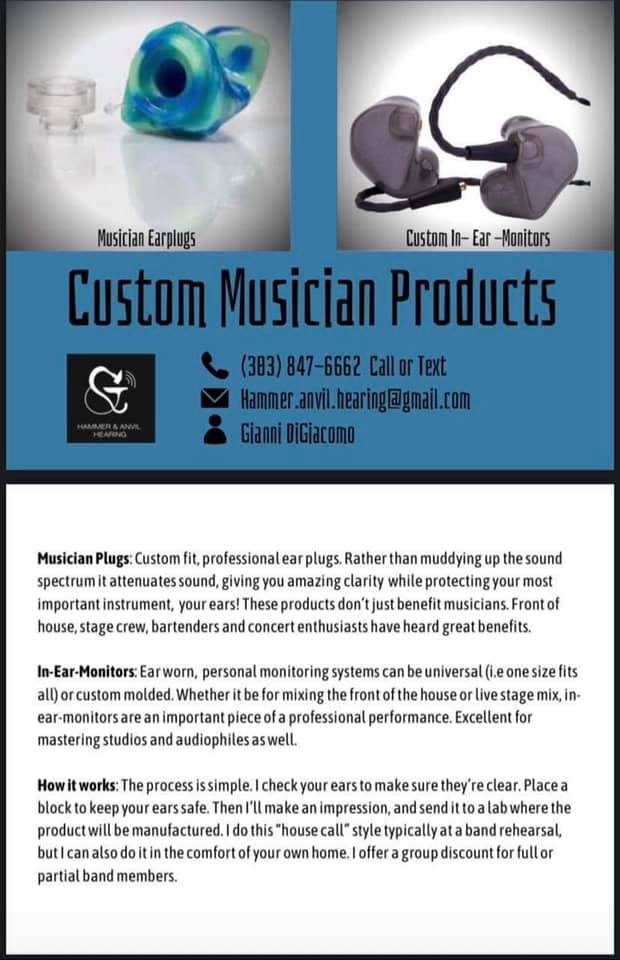 Musician Earplugs
Custom In- Ear -Monitors
Custom Musician Products
HAMMER & ANVIL
HEARING
(303) 847-6662 Call or Text
Hammer.anvil.hearing@gmail.com
Gianni DiGiacomo
Musician Plugs: Custom fit, professional ear plugs. Rather than muddying up the sound
spectrum it attenuates sound, giving you amazing clarity while protecting your most
important instrument, your ears! These products don't just benefit musicians. Front of
house, stage crew, bartenders and concert enthusiasts have heard great benefits.
In-Ear-Monitors: Ear worn, personal monitoring systems can be universal (i.e one size fits
all) or custom molded. Whether it be for mixing the front of the house or live stage mix, in-
ear-monitors are an important piece of a professional performance. Excellent for
mastering studios and audiophiles as well.
How it works: The process is simple. I check your ears to make sure they're clear. Place a
block to keep your ears safe. Then I'll make an impression, and send it to a lab where the
product will be manufactured. I do this "house call" style typically at a band rehearsal,
but I can also do it in the comfort of your own home. I offer a group discount for full or
partial band members.